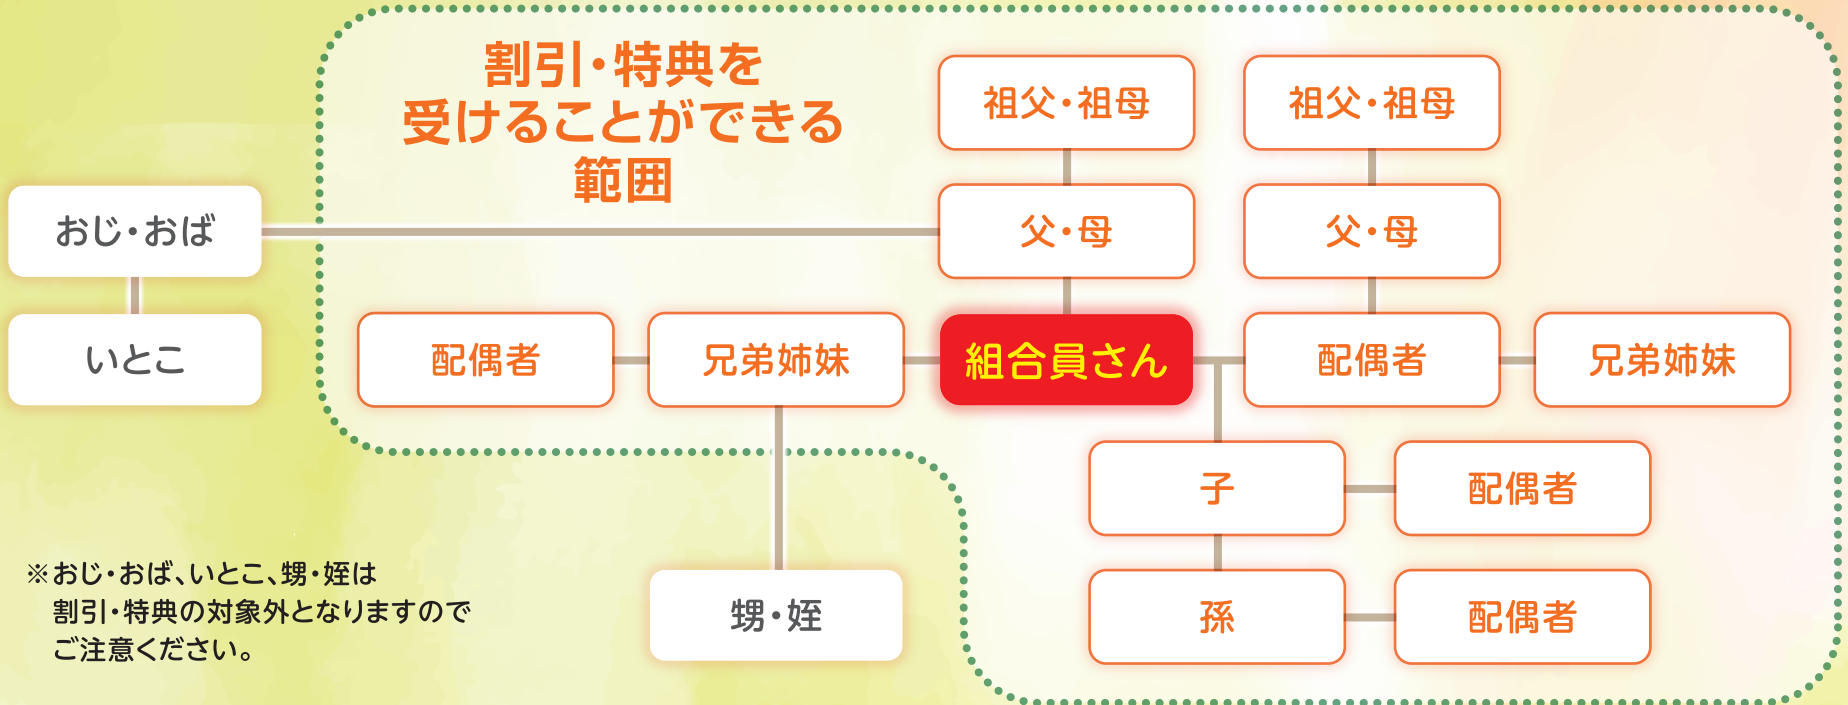 割引・特典を
受けることができる
範囲
祖父・祖母
祖父・祖母
おじ・おば
父・母
父・母
いとこ
配偶者
兄弟姉妹
組合員さん
配偶者
兄弟姉妹
子
配偶者
甥・姪
孫
配偶者
※おじ・おば、いとこ、甥・姪は
割引・特典の対象外となりますので
ご注意ください。